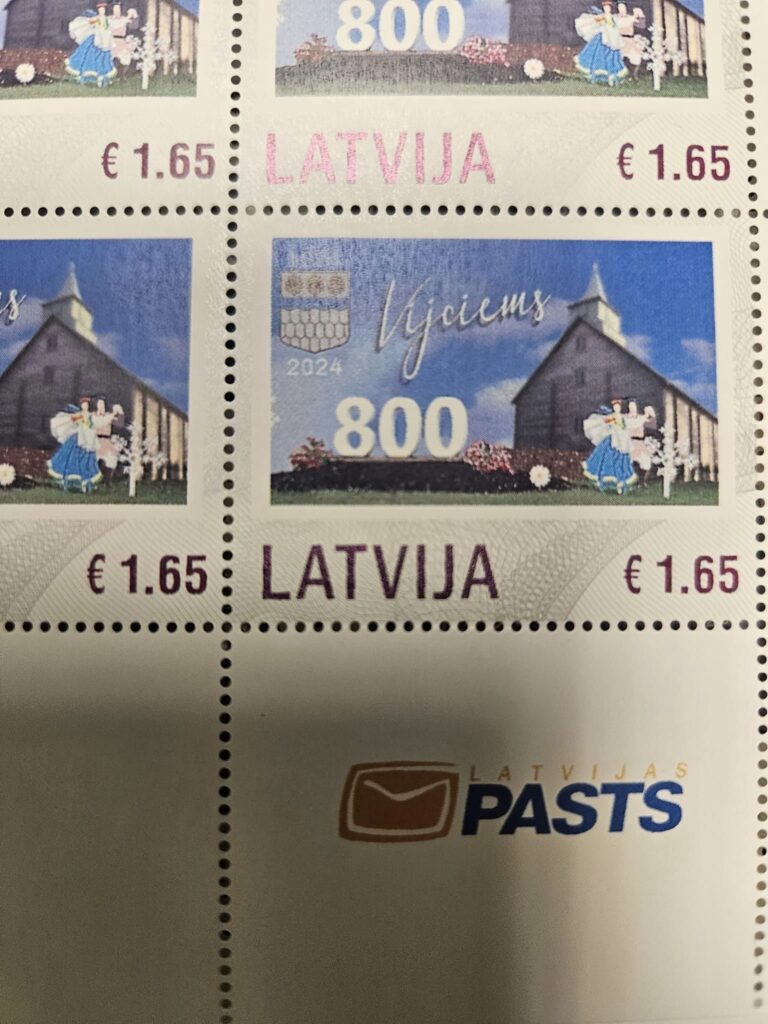 800
€ 1.65
LATVIJA
€ 1.65
Vijciems
2024
800
€ 1.65
LATVIJA
€ 1.65
LATVIJAS
PASTS